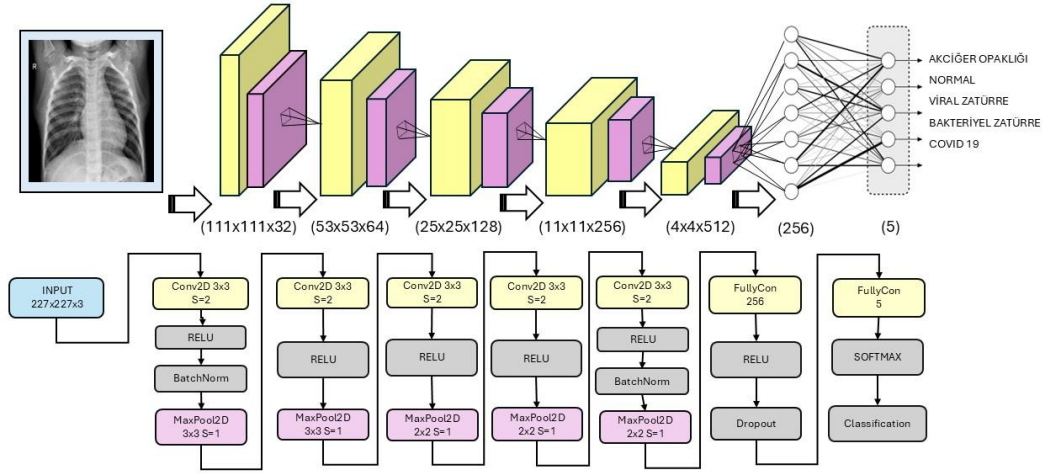 R
AKCİĞER OPAKLIĞI
NORMAL
VİRAL ZATÜRRE
BAKTERİYEL ZATÜRRE
COVID 19
(111x111x32)
(53x53x64)
(25x25x128)
(11x11x256)
(4x4x512)
(256)
(5)
INPUT
227x227x3
Conv2D 3x3
S=2
RELU
BatchNorm
MaxPool2D
3x3 S=1
Conv2D 3x3
S=2
RELU
MaxPool2D
3x3 S=1
Conv2D 3x3
S=2
RELU
MaxPool2D
2x2 S=1
Conv2D 3x3
S=2
RELU
MaxPool2D
2x2 S=1
Conv2D 3x3
S=2
RELU
BatchNorm
MaxPool2D
2x2 S=1
FullyCon
256
RELU
Dropout
FullyCon
5
SOFTMAX
Classification